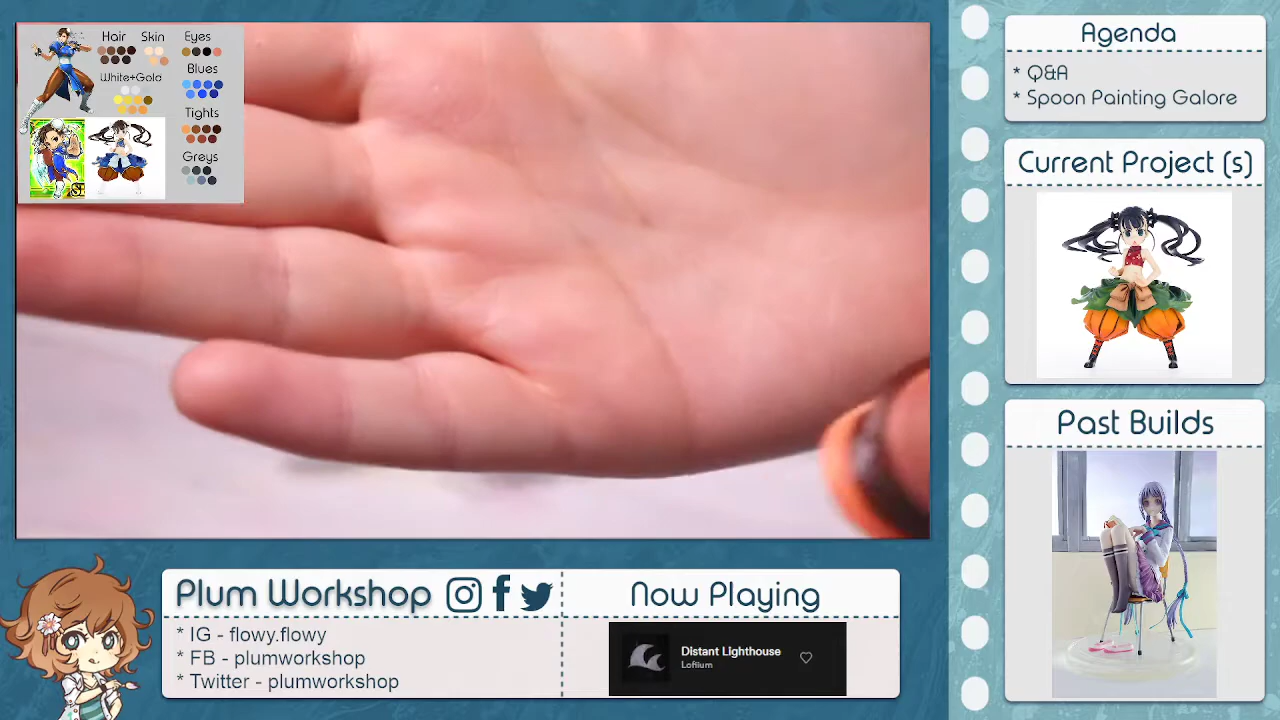 Hair Skin Eyes
Blues
White+Gold
Tights
Greys
Agenda
* Q&A
* Spoon Painting Galore
Current Project (s)
Past Builds
Plum Workshop
* IG - flowy.flowy
* FB - plumworkshop
* Twitter - plumworkshop
Now Playing
Distant Lighthouse
Lofiium